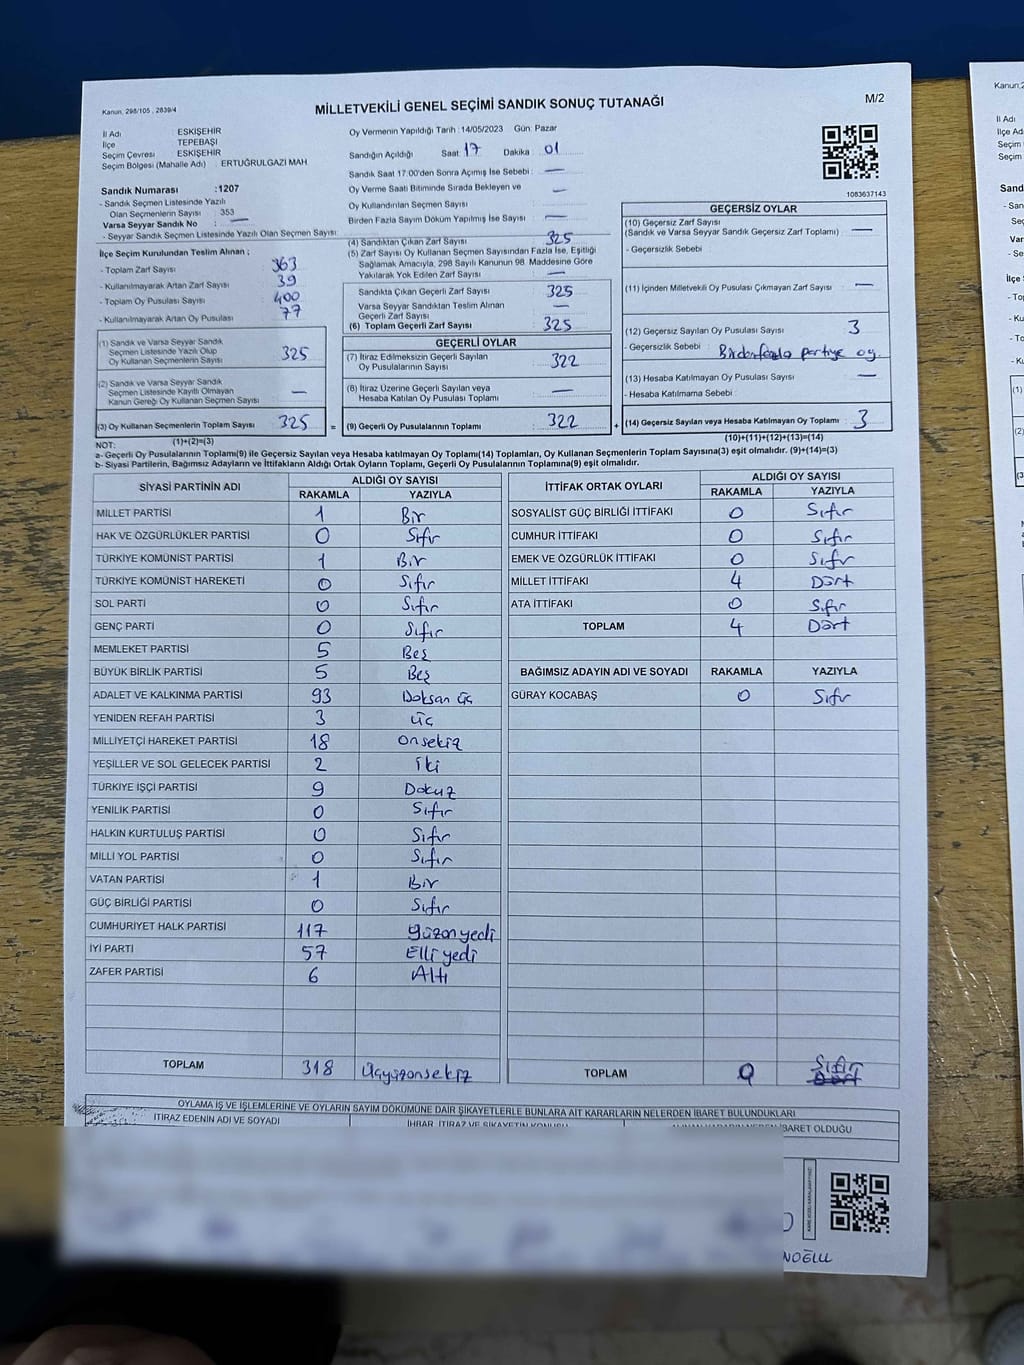 Kanun, 298/105 , 2839/4
MİLLETVEKİLİ GENEL SEÇİMİ SANDIK SONUÇ TUTANAĞI
M/2
İl Adı ESKİŞEHİR
İlçe TEPEBAŞI
Seçim Çevresi ESKİŞEHİR
Seçim Bölgesi (Mahalle Adı) : ERTUĞRULGAZİ MAH
Sandık Numarası :1207
- Sandık Seçmen Listesinde Yazılı
Olan Seçmenlerin Sayısı : 353
Varsa Seyyar Sandık No : —
- Seyyar Sandık Seçmen Listesinde Yazılı Olan Seçmen Sayısı
Oy Vermenin Yapıldığı Tarih :14/05/2023 Gün: Pazar
Sandığın Açıldığı Saat 17 Dakika : 01
Sandık Saat 17:00'den Sonra Açımış İse Sebebi : —
Oy Verme Saati Bitiminde Sırada Bekleyen ve
Oy Kullandırılan Seçmen Sayısı : —
Birden Fazla Sayım Döküm Yapılmış İse Sayısı : —
1083637143
İlçe Seçim Kurulundan Teslim Alınan ;
- Toplam Zarf Sayısı : 363
- Kullanılmayarak Artan Zarf Sayısı : 39
- Toplam Oy Pusulası Sayısı : 400
- Kullanılmayarak Artan Oy Pusulası : 77
(1) Sandık ve Varsa Seyyar Sandık
Seçmen Listesinde Yazılı Olup
Oy Kullanan Seçmenlerin Sayısı : 325
(2) Sandık ve Varsa Seyyar Sandık
Seçmen Listesinde Kayıtlı Olmayan
Kanun Gereği Oy Kullanan Seçmen Sayısı : —
(3) Oy Kullanan Seçmenlerin Toplam Sayısı : 325 =
(4) Sandıktan Çıkan Zarf Sayısı : 325
(5) Zarf Sayısı Oy Kullanan Seçmen Sayısından Fazla İse, Eşitliği
Sağlamak Amacıyla, 298 Sayılı Kanunun 98. Maddesine Göre
Yakılarak Yok Edilen Zarf Sayısı : —
Sandıkta Çıkan Geçerli Zarf Sayısı : 325
Varsa Seyyar Sandıktan Teslim Alınan
Geçerli Zarf Sayısı : —
(6) Toplam Geçerli Zarf Sayısı : 325
GEÇERLİ OYLAR
(7) İtiraz Edilmeksizin Geçerli Sayılan
Oy Pusulalarının Sayısı : 322
(8) İtiraz Üzerine Geçerli Sayılan veya
Hesaba Katılan Oy Pusulası Toplamı : —
(9) Geçerli Oy Pusulalarının Toplamı : 322 +
GEÇERSİZ OYLAR
(10) Geçersiz Zarf Sayısı
(Sandık ve Varsa Seyyar Sandık Geçersiz Zarf Toplamı) : —
- Geçersizlik Sebebi :
(11) İçinden Milletvekili Oy Pusulası Çıkmayan Zarf Sayısı : —
(12) Geçersiz Sayılan Oy Pusulası Sayısı : 3
- Geçersizlik Sebebi : Birden fazla partiye oy.
(13) Hesaba Katılmayan Oy Pusulası Sayısı : —
- Hesaba Katılmama Sebebi :
(14) Geçersiz Sayılan veya Hesaba Katılmayan Oy Toplamı : 3
NOT: (1)+(2)=(3) (10)+(11)+(12)+(13)=(14)
a- Geçerli Oy Pusulalarının Toplamı(9) ile Geçersiz Sayılan veya Hesaba katılmayan Oy Toplamı(14) Toplamları, Oy Kullanan Seçmenlerin Toplam Sayısına(3) eşit olmalıdır. (9)+(14)=(3)
b- Siyasi Partilerin, Bağımsız Adayların ve İttifakların Aldığı Ortak Oyların Toplamı, Geçerli Oy Pusulalarının Toplamına(9) eşit olmalıdır.
SİYASİ PARTİNİN ADI ALDIĞI OY SAYISI
RAKAMLA YAZIYLA
MİLLET PARTİSİ 1 Bir
HAK VE ÖZGÜRLÜKLER PARTİSİ 0 Sıfır
TÜRKİYE KOMÜNİST PARTİSİ 1 Bir
TÜRKİYE KOMÜNİST HAREKETİ 0 Sıfır
SOL PARTİ 0 Sıfır
GENÇ PARTİ 0 Sıfır
MEMLEKET PARTİSİ 5 Beş
BÜYÜK BİRLİK PARTİSİ 5 Beş
ADALET VE KALKINMA PARTİSİ 93 Doksan üç
YENİDEN REFAH PARTİSİ 3 üç
MİLLİYETÇİ HAREKET PARTİSİ 18 onsekiz
YEŞİLLER VE SOL GELECEK PARTİSİ 2 iki
TÜRKİYE İŞÇİ PARTİSİ 9 Dokuz
YENİLİK PARTİSİ 0 Sıfır
HALKIN KURTULUŞ PARTİSİ 0 Sıfır
MİLLİ YOL PARTİSİ 0 Sıfır
VATAN PARTİSİ 1 Bir
GÜÇ BİRLİĞİ PARTİSİ 0 Sıfır
CUMHURİYET HALK PARTİSİ 117 yüzonyedi
İYİ PARTİ 57 Elli yedi
ZAFER PARTİSİ 6 Altı
TOPLAM 318 Üçyüzonsekiz
İTTİFAK ORTAK OYLARI ALDIĞI OY SAYISI
RAKAMLA YAZIYLA
SOSYALİST GÜÇ BİRLİĞİ İTTİFAKI 0 Sıfır
CUMHUR İTTİFAKI 0 Sıfır
EMEK VE ÖZGÜRLÜK İTTİFAKI 0 Sıfır
MİLLET İTTİFAKI 4 Dört
ATA İTTİFAKI 0 Sıfır
TOPLAM 4 Dört
BAĞIMSIZ ADAYIN ADI VE SOYADI RAKAMLA YAZIYLA
GÜRAY KOCABAŞ 0 Sıfır
TOPLAM 0 Sıfır
OYLAMA İŞ VE İŞLEMLERİNE VE OYLARIN SAYIM DÖKÜMÜNE DAİR ŞİKAYETLERLE BUNLARA AİT KARARLARIN NELERDEN İBARET BULUNDUKLARI
İTİRAZ EDENİN ADI VE SOYADI
İHBAR, İTİRAZ VE ŞİKAYETİN KONUSU
İBARET OLDUĞU
NOĞLU
Kanun,2
İl Adı
İlçe Ad
Seçim